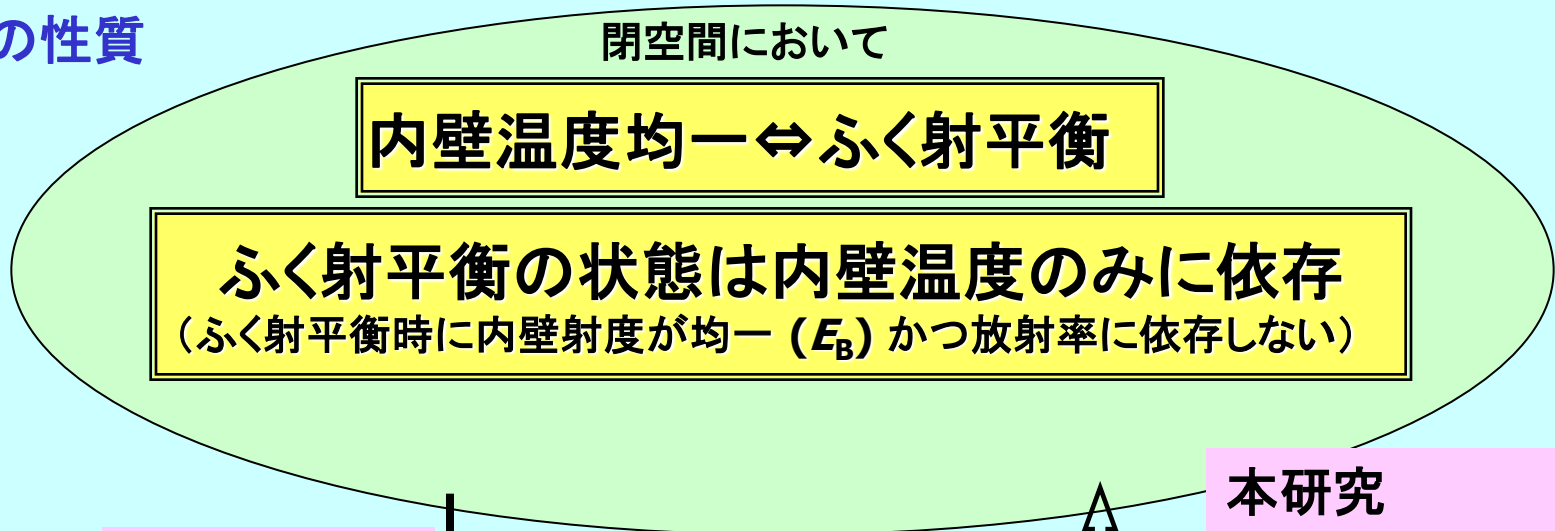 の性質
閉空間において
内壁温度均一⇔ふく射平衡
ふく射平衡の状態は内壁温度のみに依存
（ふく射平衡時に内壁射度が均一 (EB) かつ放射率に依存しない）
本研究